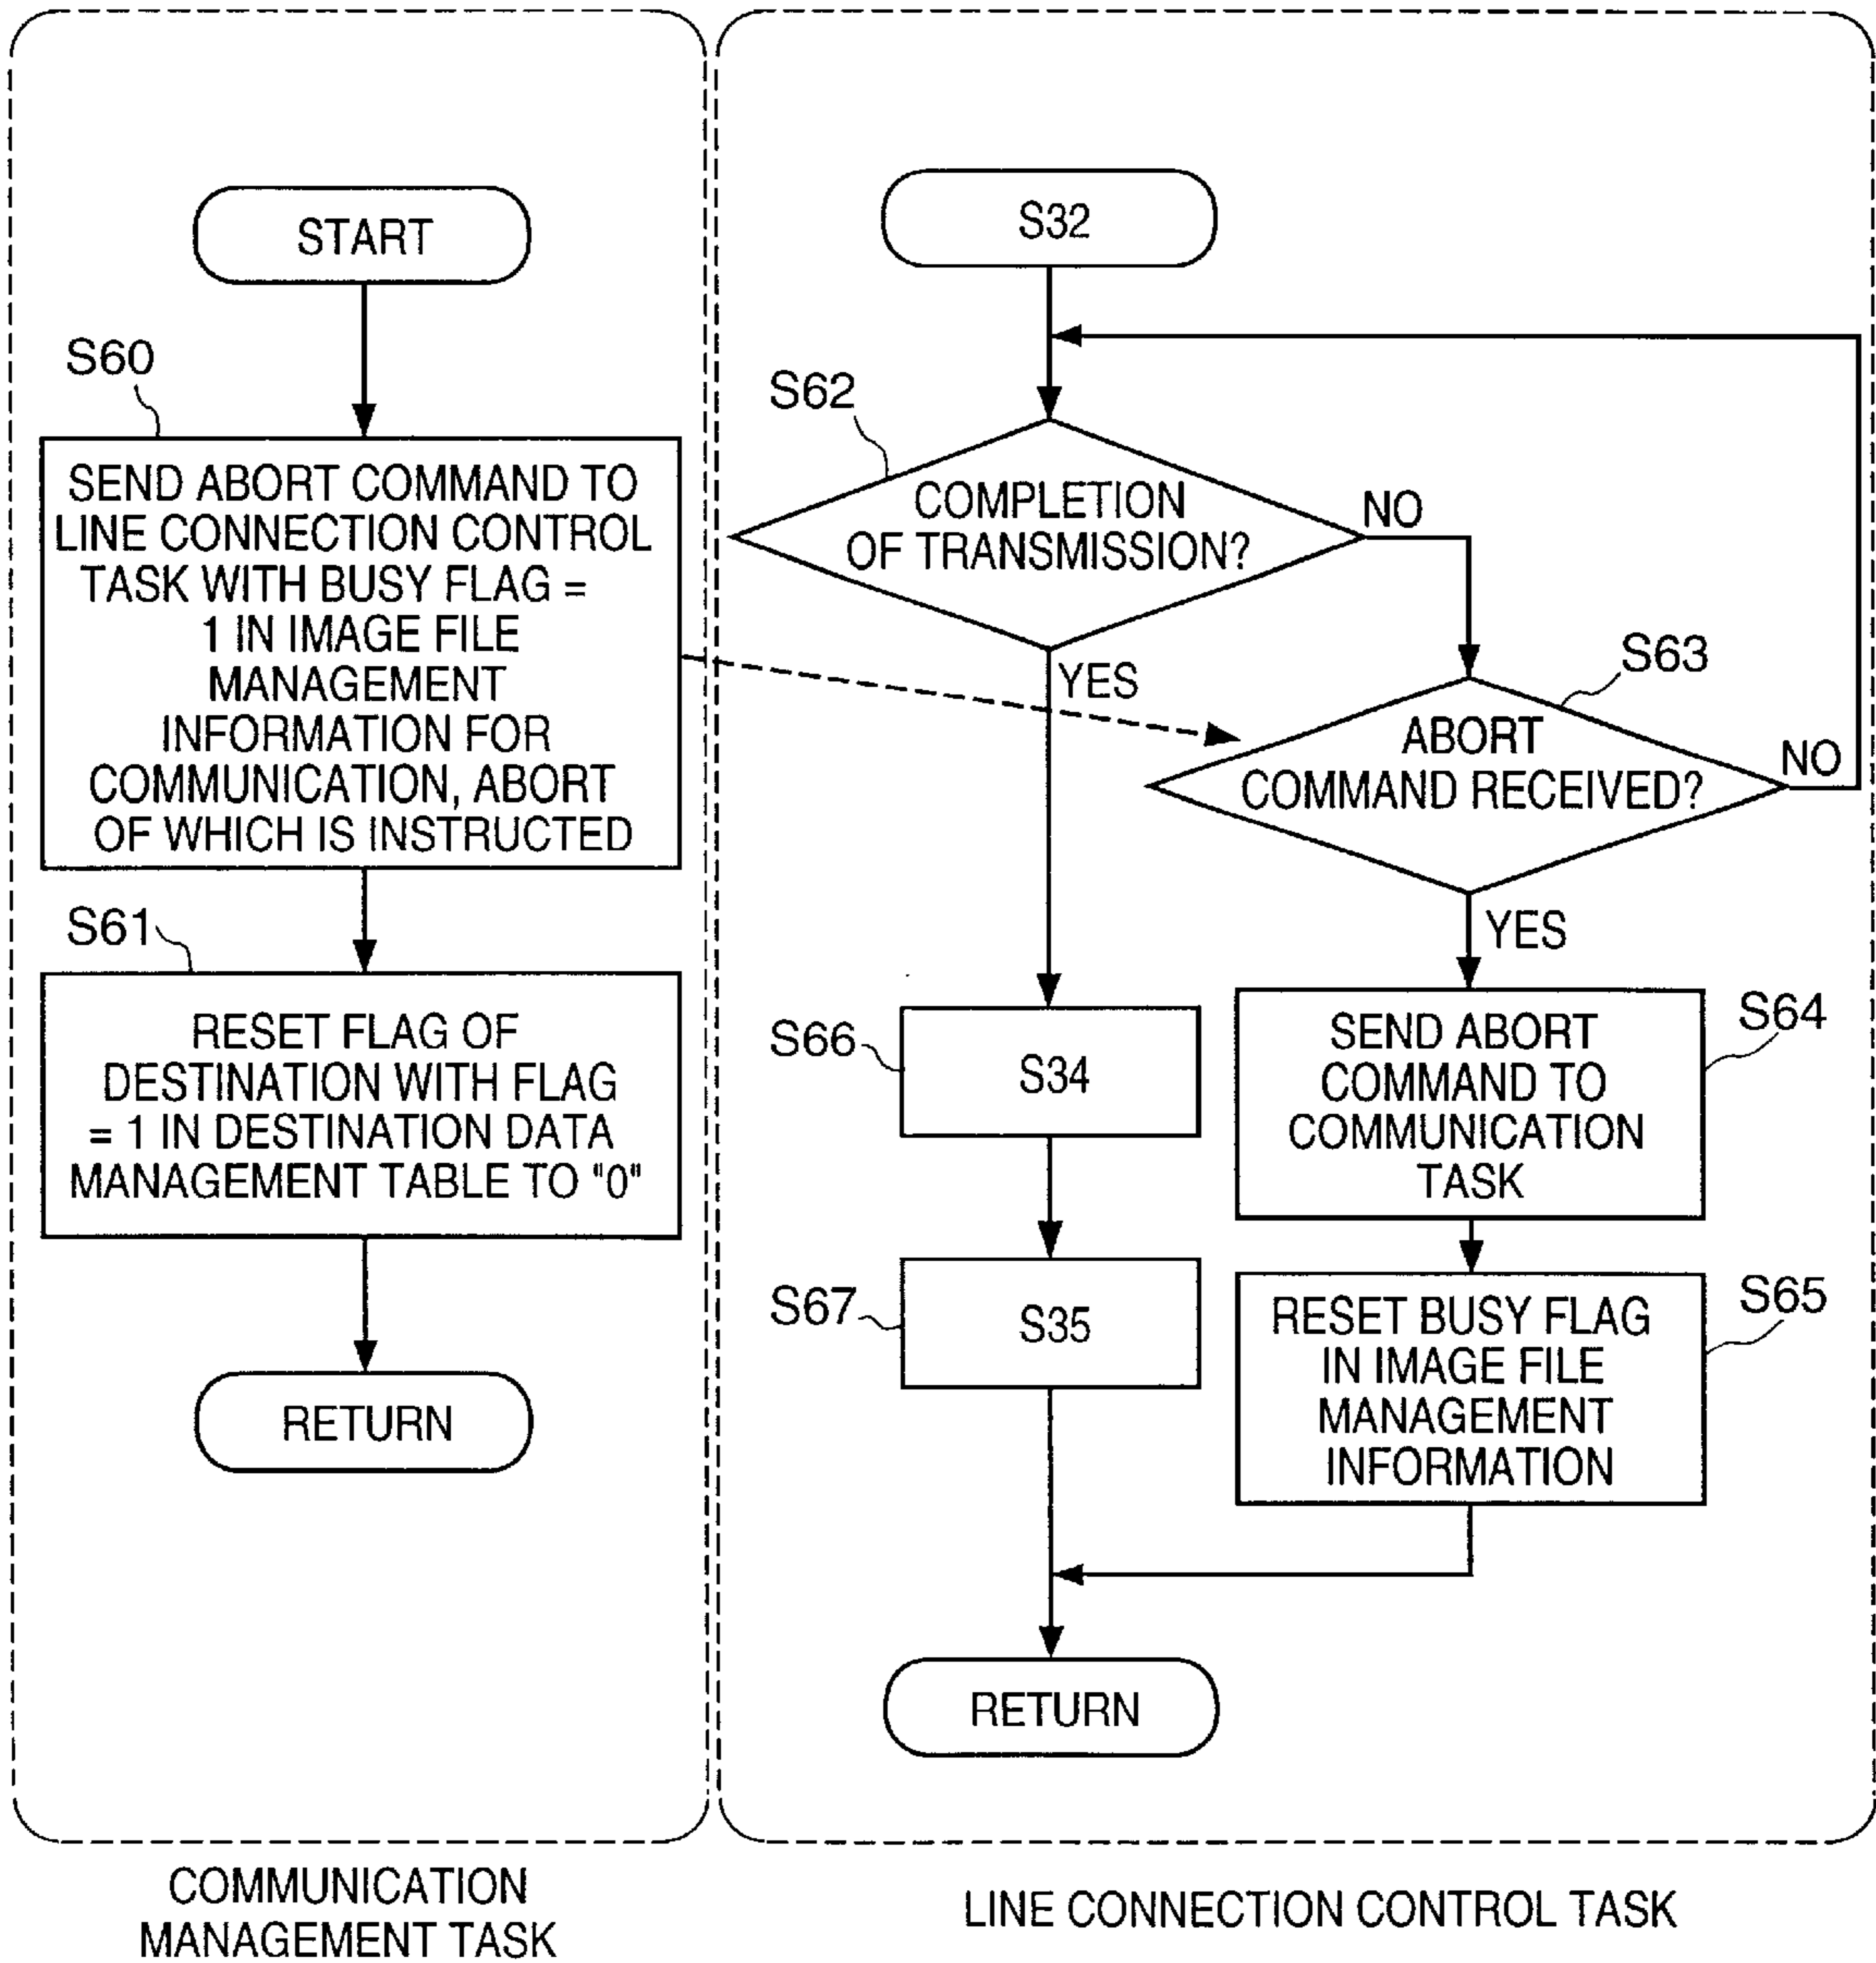 START
S60
SEND ABORT COMMAND TO
LINE CONNECTION CONTROL
TASK WITH BUSY FLAG =
1 IN IMAGE FILE
MANAGEMENT
INFORMATION FOR
COMMUNICATION, ABORT
OF WHICH IS INSTRUCTED
S61
RESET FLAG OF
DESTINATION WITH FLAG
= 1 IN DESTINATION DATA
MANAGEMENT TABLE TO "0"
RETURN
COMMUNICATION
MANAGEMENT TASK
S32
S62
COMPLETION
OF TRANSMISSION?
NO
YES
S63
ABORT
COMMAND RECEIVED?
NO
YES
S66
S34
S64
SEND ABORT
COMMAND TO
COMMUNICATION
TASK
S67
S35
S65
RESET BUSY FLAG
IN IMAGE FILE
MANAGEMENT
INFORMATION
RETURN
LINE CONNECTION CONTROL TASK